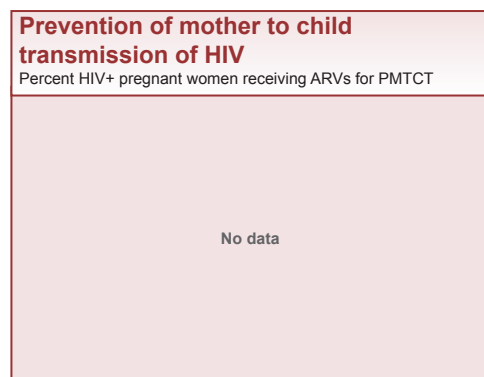 Prevention of mother to child
transmission of HIV
Percent HIV+ pregnant women receiving ARVs for PMTCT
No data